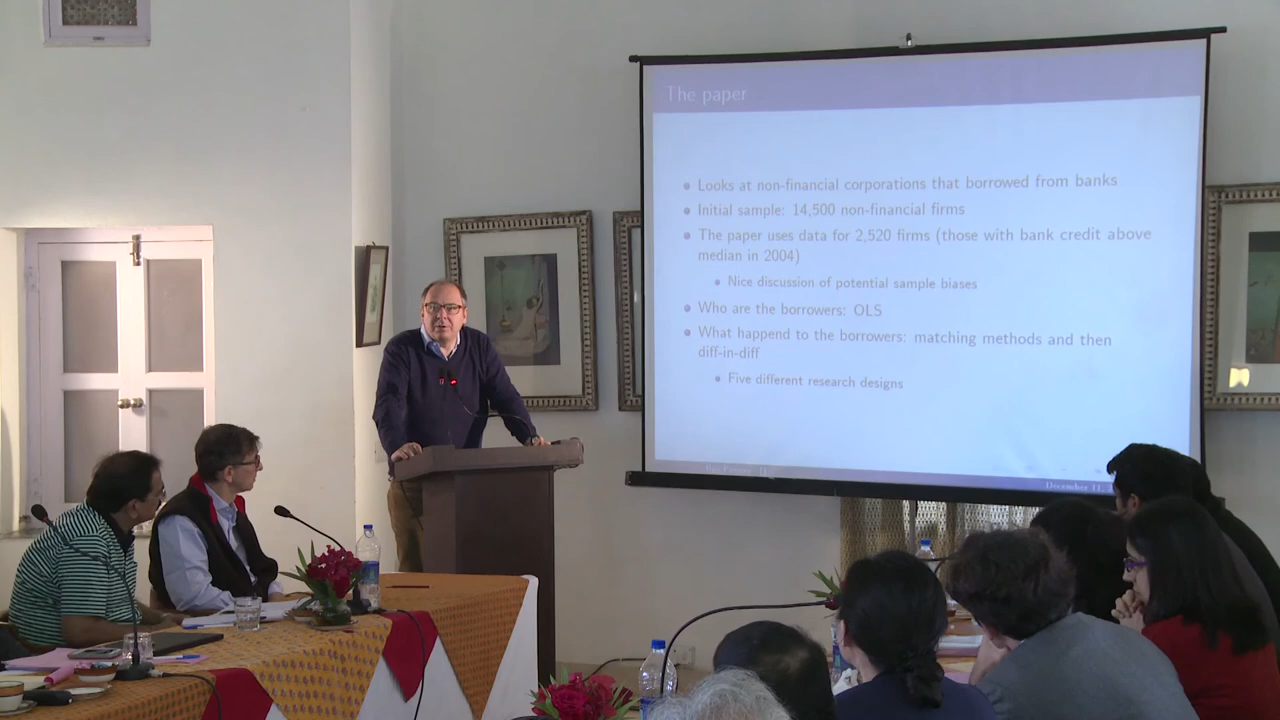 The paper
Looks at non-financial corporations that borrowed from banks
Initial sample: 14,500 non-financial firms
The paper uses data for 2,520 firms (those with bank credit above
median in 2004)
Nice discussion of potential sample biases
Who are the borrowers: OLS
What happend to the borrowers: matching methods and then
diff-in-diff
Five different research designs
December 11,